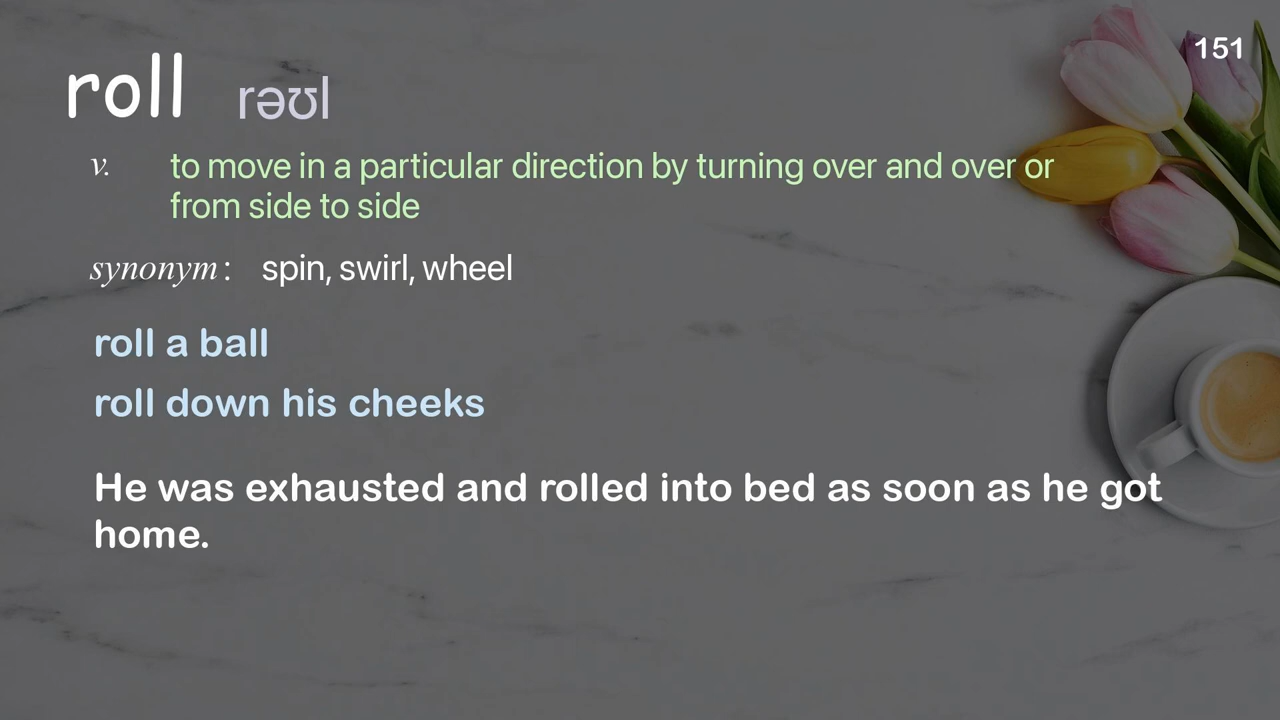 151
roll rəʊl
v. to move in a particular direction by turning over and over or
from side to side
synonym: spin, swirl, wheel
roll a ball
roll down his cheeks
He was exhausted and rolled into bed as soon as he got
home.